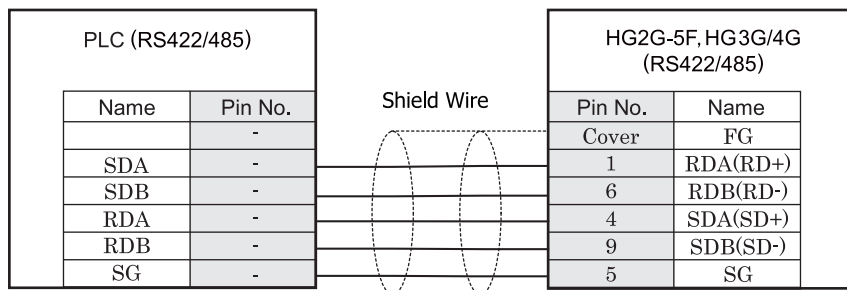 PLC (RS422/485)
HG2G-5F, HG3G/4G
(RS422/485)
Shield Wire
Name Pin No. Pin No. Name
- Cover FG
SDA - 1 RDA(RD+)
SDB - 6 RDB(RD-)
RDA - 4 SDA(SD+)
RDB - 9 SDB(SD-)
SG - 5 SG